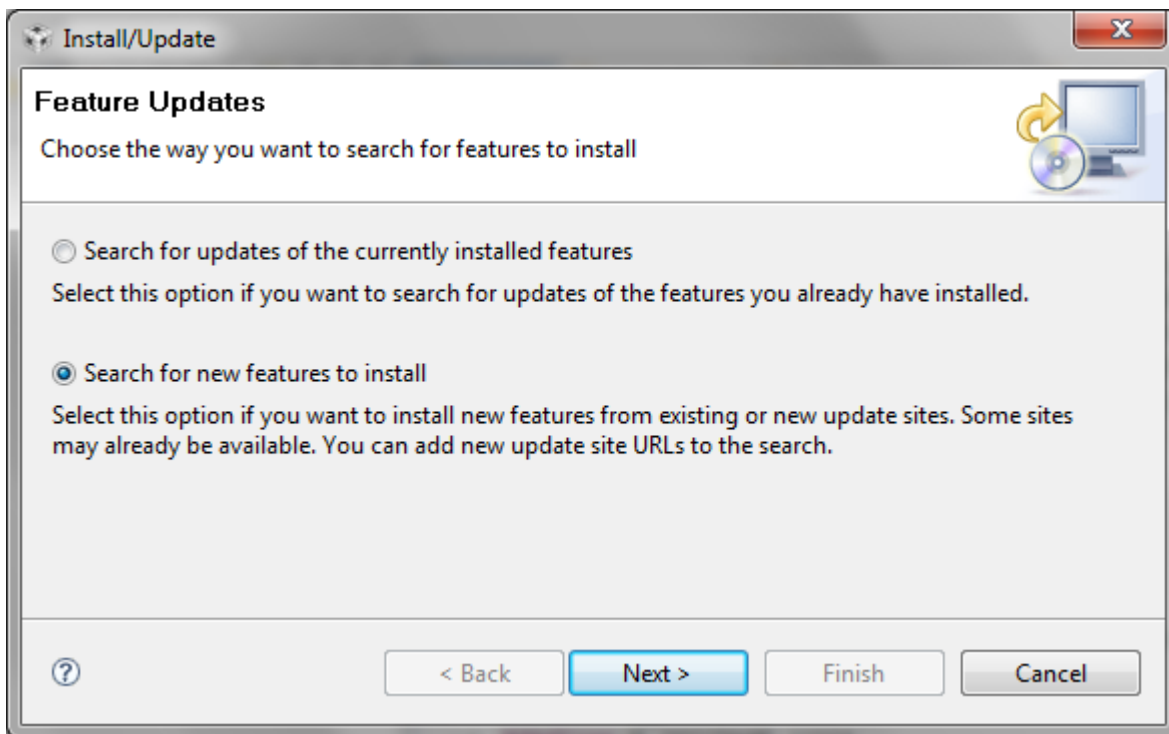 Install/Update
Feature Updates
Choose the way you want to search for features to install
Search for updates of the currently installed features
Select this option if you want to search for updates of the features you already have installed.
Search for new features to install
Select this option if you want to install new features from existing or new update sites. Some sites
may already be available. You can add new update site URLs to the search.
? < Back Next > Finish Cancel